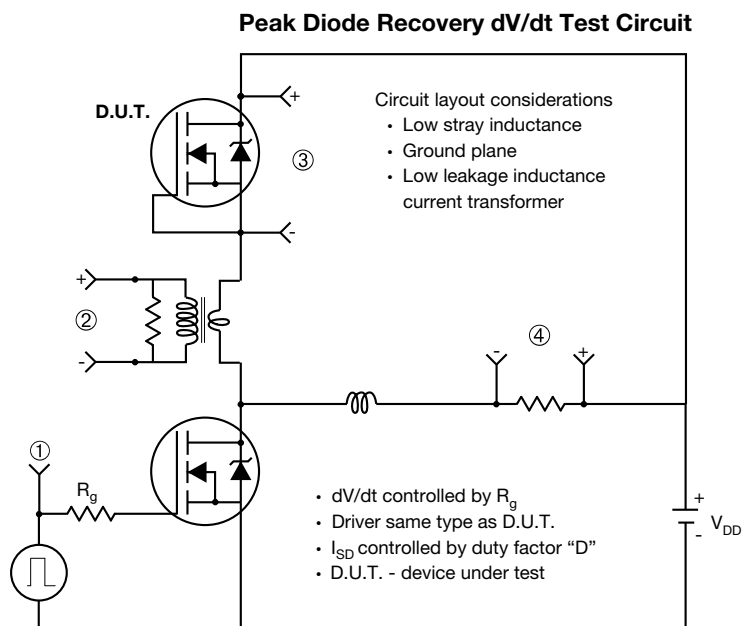 Peak Diode Recovery dV/dt Test Circuit
D.U.T.
+
③
-
Circuit layout considerations
• Low stray inductance
• Ground plane
• Low leakage inductance
current transformer
+
②
-
-
④
+
①
Rg
• dV/dt controlled by Rg
• Driver same type as D.U.T.
• ISD controlled by duty factor “D”
• D.U.T. - device under test
+
-
VDD